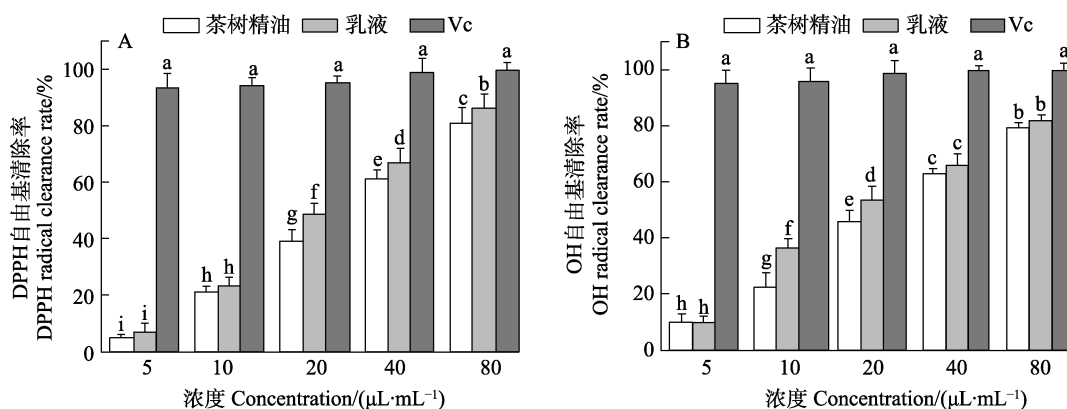 茶树精油 乳液 Vc
A
DPPH自由基清除率
DPPH radical clearance rate/%
100
80
60
40
20
0
i i a
h h a
g f a
e d a
c b a
5 10 20 40 80
浓度 Concentration/(μL·mL⁻¹)
茶树精油 乳液 Vc
B
OH自由基清除率
OH radical clearance rate/%
100
80
60
40
20
0
h h a
g f a
e d a
c c a
b b a
5 10 20 40 80
浓度 Concentration/(μL·mL⁻¹)